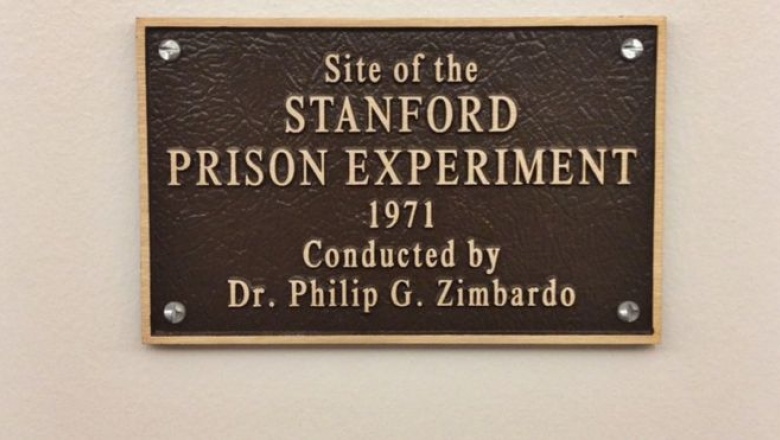 Site of the
STANFORD
PRISON EXPERIMENT
1971
Conducted by
Dr. Philip G. Zimbardo